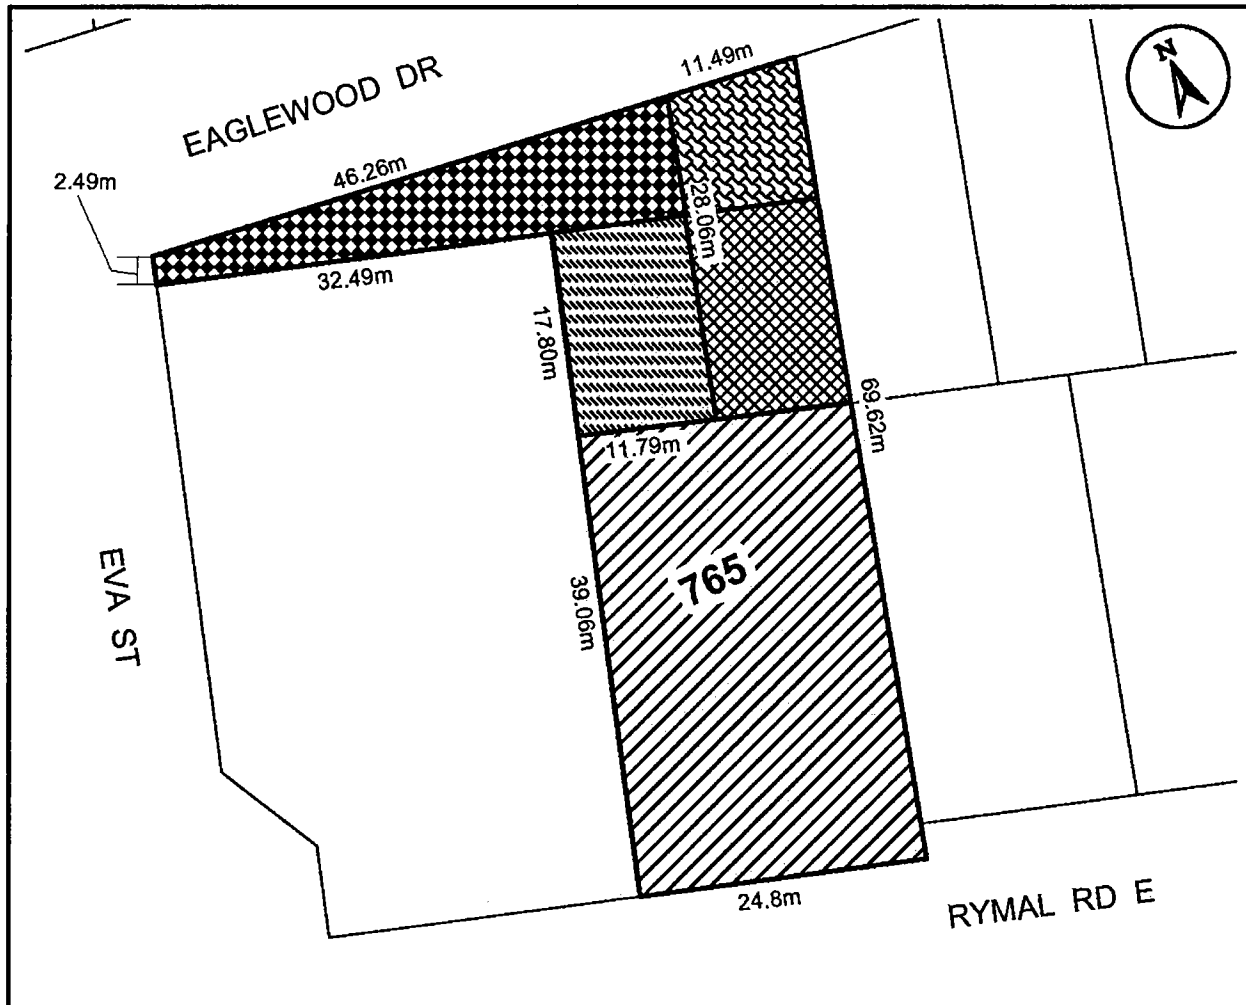 N
11.49m
EAGLEWOOD DR
46.26m
2.49m
28.06m
32.49m
17.80m
69.62m
11.79m
765
EVA ST
39.06m
24.8m
RYMAL RD E